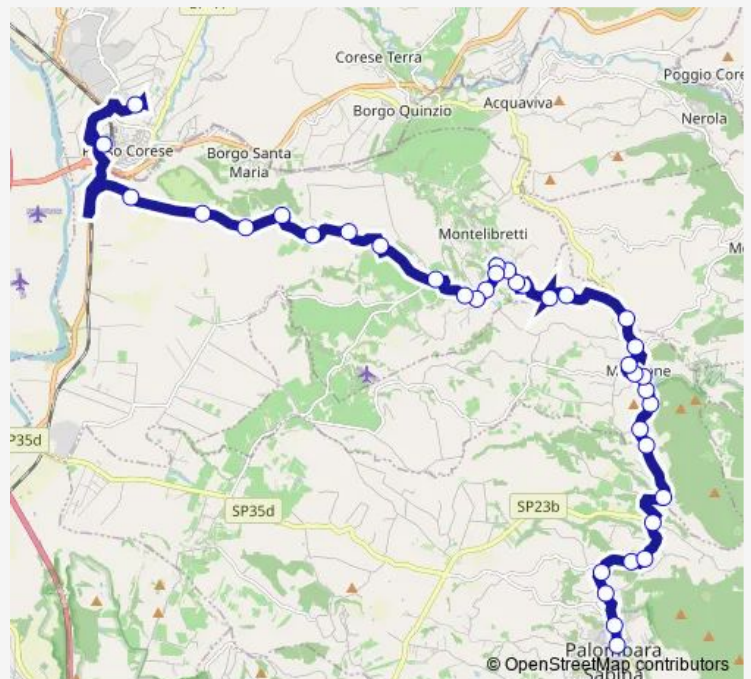 Corese Terra
Poggio Core
Borgo Quinzio
Acquaviva
Nerola
Corese
Borgo Santa
Maria
Montelibretti
SP35d
SP35d
SP23b
Palombara
Sabina
© OpenStreetMap contributors